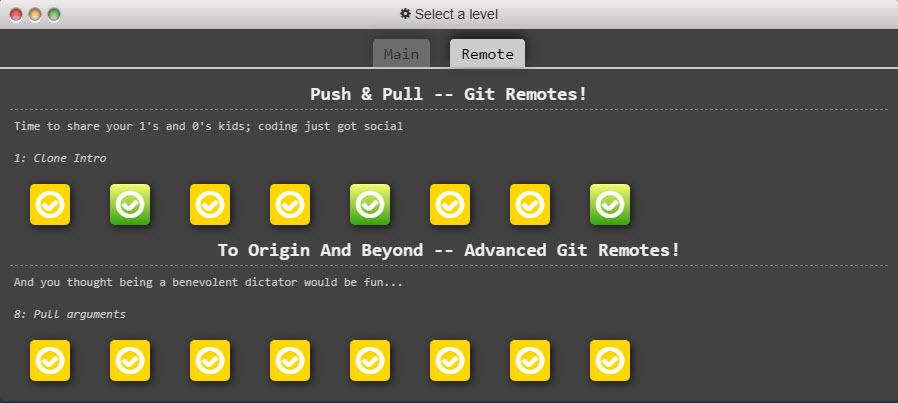 Select a level
Main Remote
Push & Pull -- Git Remotes!
Time to share your 1's and 0's kids; coding just got social
1: Clone Intro
To Origin And Beyond -- Advanced Git Remotes!
And you thought being a benevolent dictator would be fun...
8: Pull arguments